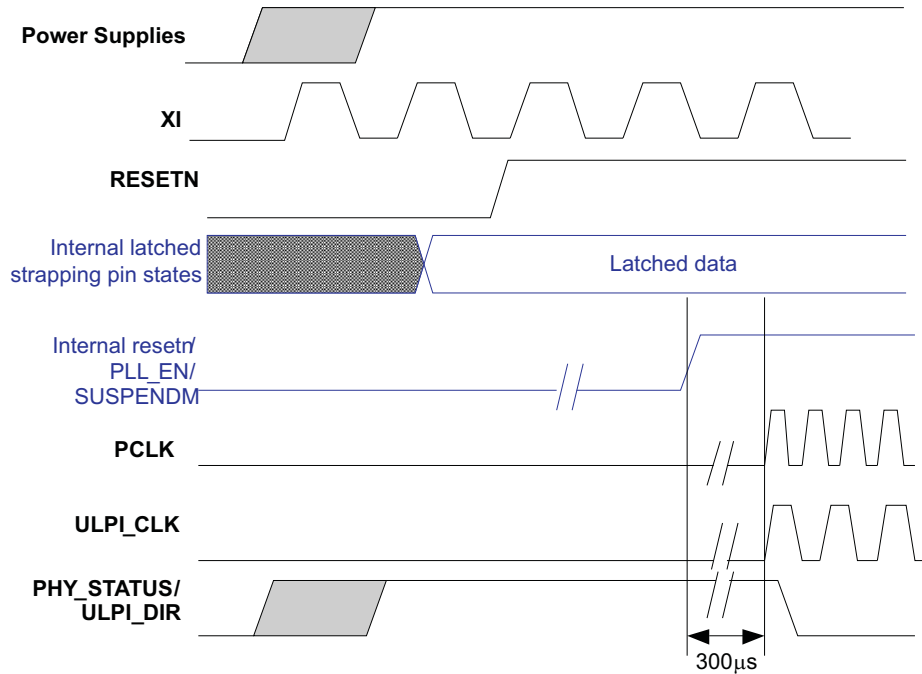 Power Supplies
XI
RESETN
Internal latched
strapping pin states
Latched data
Internal resetn/
PLL_EN/
SUSPENDM
PCLK
ULPI_CLK
PHY_STATUS/
ULPI_DIR
300μs